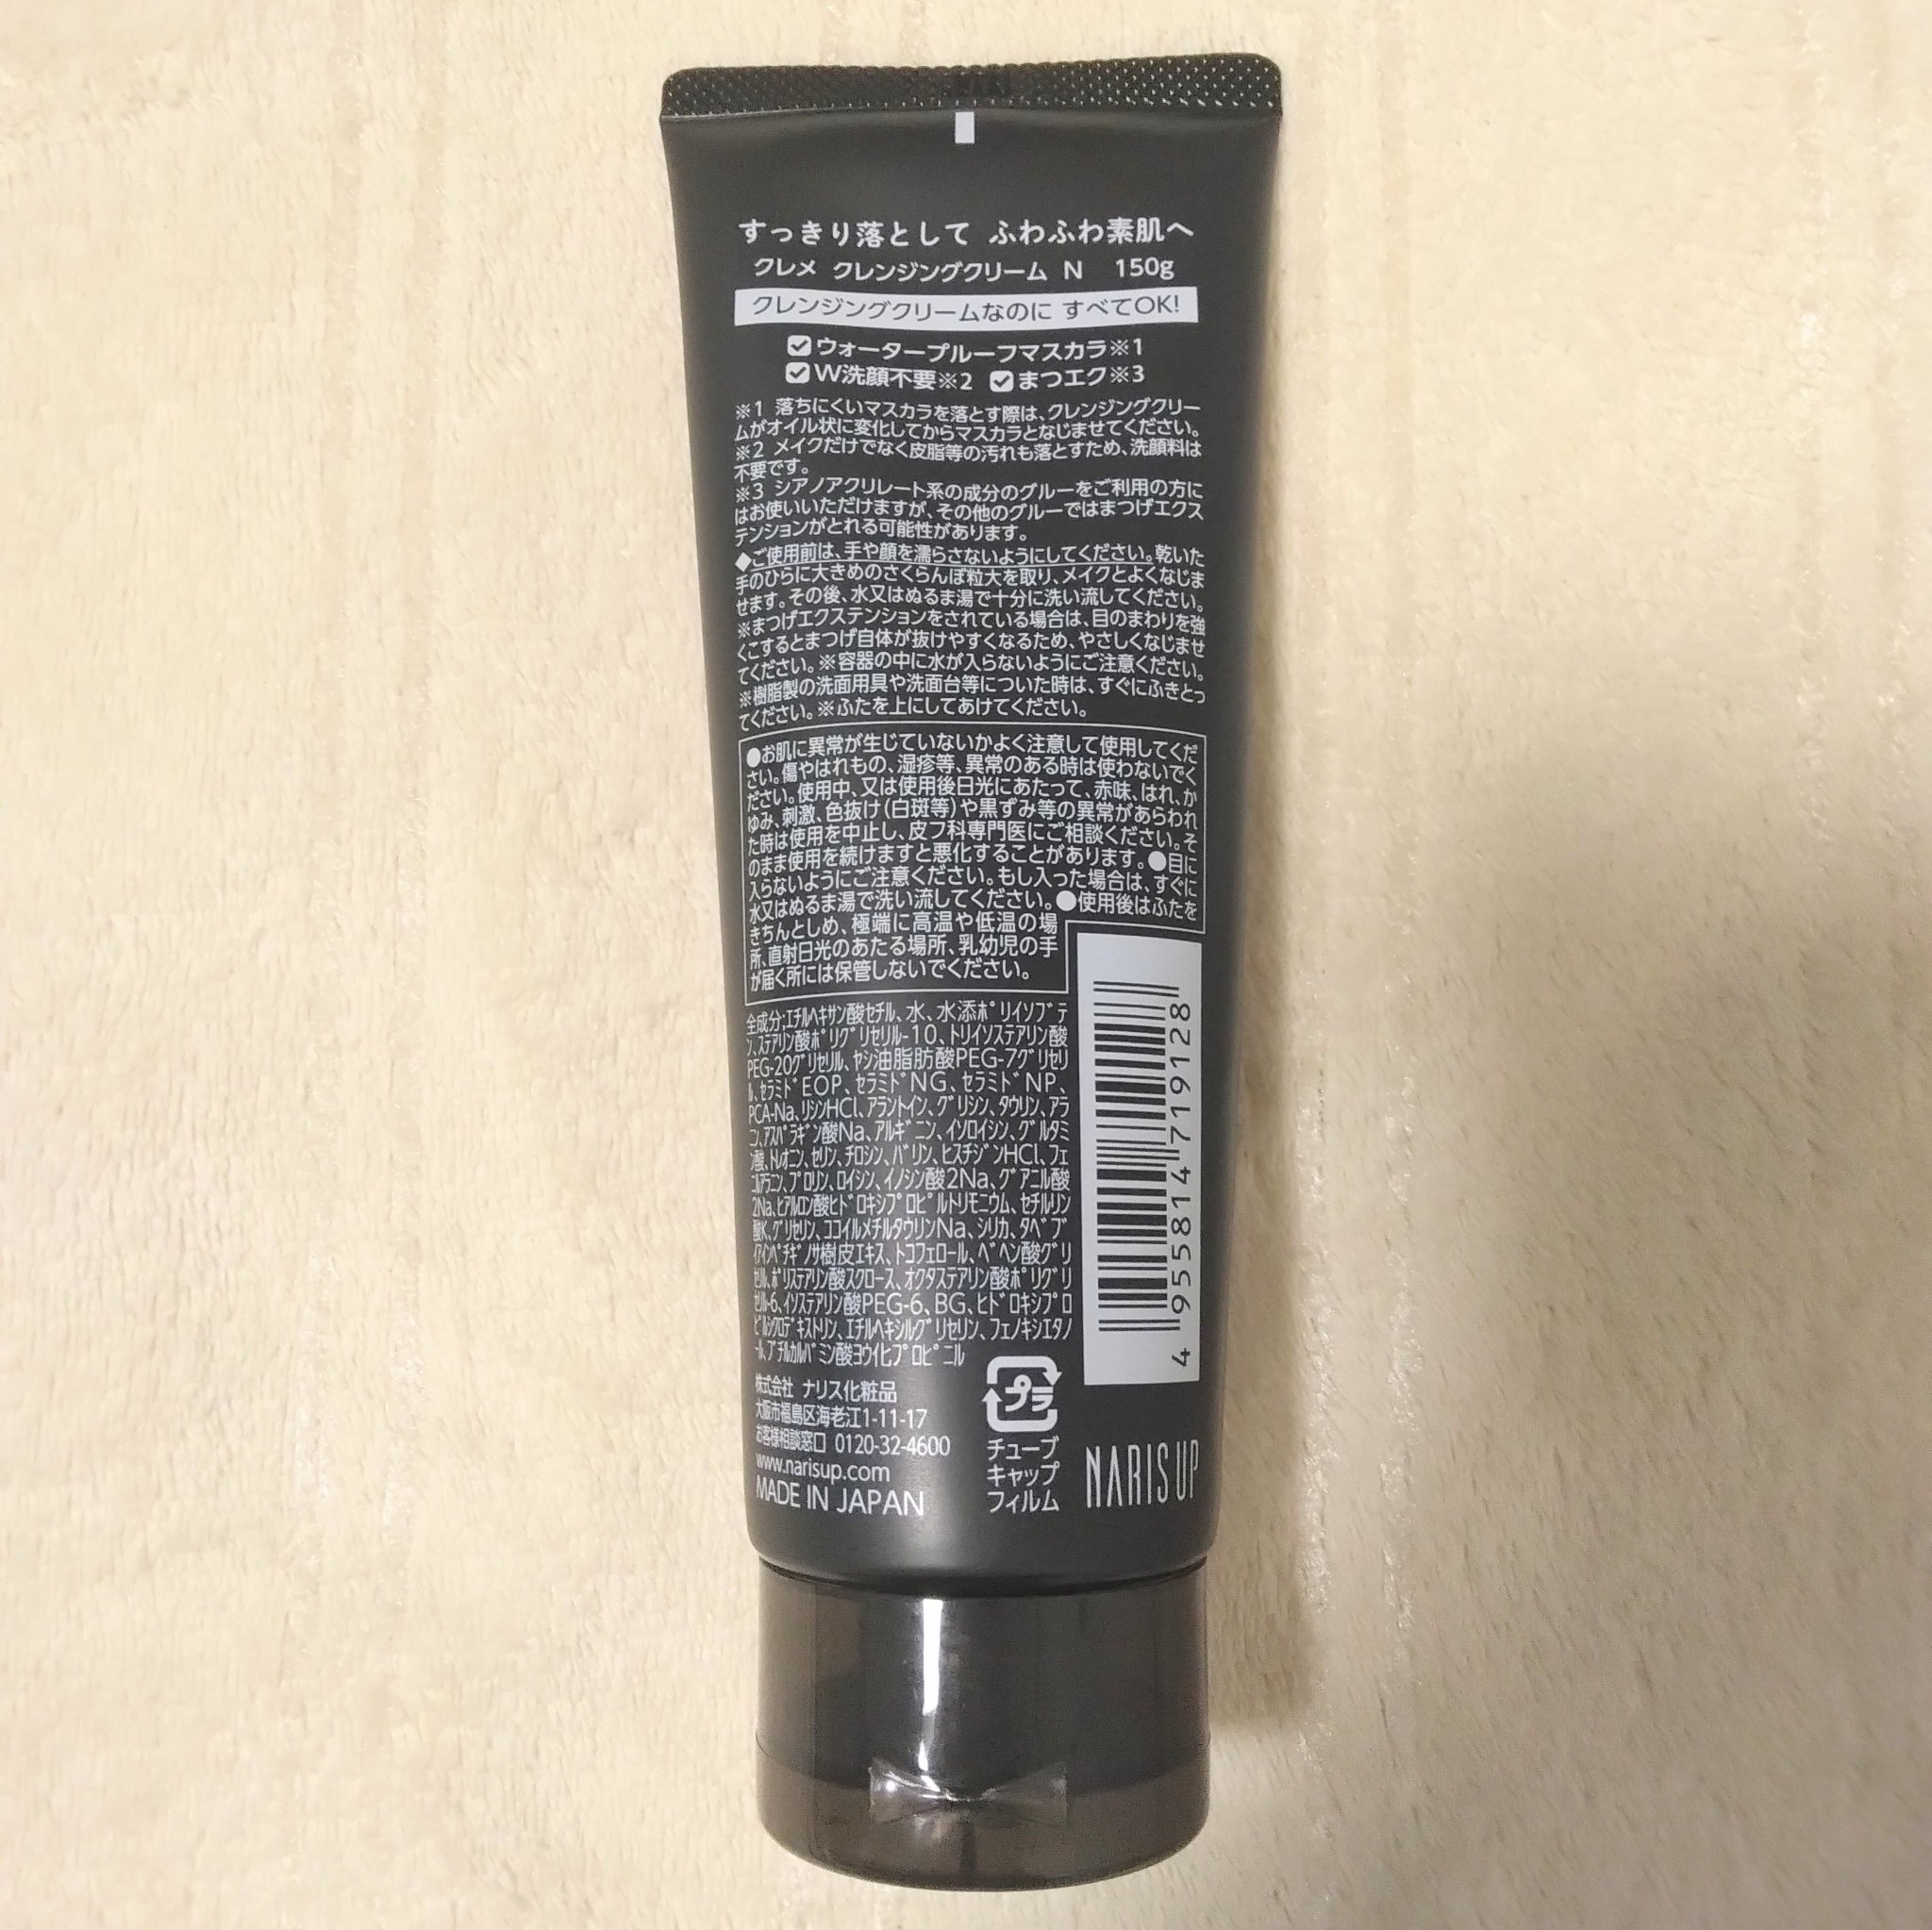 すっきり落として ふわふわ素肌へ
クレメ クレンジングクリーム N 150g
クレンジングクリームなのに すべてOK!
ウォータープルーフマスカラ※1
W洗顔不要※2 まつエク※3
※1 落ちにくいマスカラを落とす際は、クレンジングクリー
ムがオイル状に変化してからマスカラとなじませてください。
※2 メイクだけでなく皮脂等の汚れも落とすため、洗顔料は
不要です。
※3 シアノアクリレート系の成分のグルーをご利用の方に
はお使いいただけますが、その他のグルーではまつげエクス
テンションがとれる可能性があります。
◆ご使用前は、手や顔を濡らさないようにしてください。乾いた
手のひらに大きめのさくらんぼ粒大を取り、メイクとよくなじま
せます。その後、水又はぬるま湯で十分に洗い流してください。
※まつげエクステンションをされている場合は、目のまわりを強
くこするとまつげ自体が抜けやすくなるため、やさしくなじませ
てください。※容器の中に水が入らないようにご注意ください。
※樹脂製の洗面用具や洗面台等についた時は、すぐにふきとっ
てください。※ふたを上にしてあけてください。
●お肌に異常が生じていないかよく注意して使用してくだ
さい。傷やはれもの、湿疹等、異常のある時は使わないでく
ださい。使用中、又は使用後日光にあたって、赤味、はれ、か
ゆみ、刺激、色抜け(白斑等)や黒ずみ等の異常があらわれ
た時は使用を中止し、皮フ科専門医にご相談ください。そ
のまま使用を続けますと悪化することがあります。●目に
入らないようにご注意ください。もし入った場合は、すぐに
水又はぬるま湯で洗い流してください。●使用後はふたを
きちんとしめ、極端に高温や低温の場
所、直射日光のあたる場所、乳幼児の手
が届く所には保管しないでください。
全成分;エチルヘキサン酸セチル、水、水添ポリイソブテ
ン、ステアリン酸ポリグリセリル-10、トリイソステアリン酸
PEG-20グリセリル、ヤシ油脂肪酸PEG-7グリセリ
ル、セラミドEOP、セラミドNG、セラミドNP、
PCA-Na、リシンHCl、アラントイン、グリシン、タウリン、アラ
ニン、アスパラギン酸Na、アルギニン、イソロイシン、グルタミ
ン酸、トレオニン、セリン、チロシン、バリン、ヒスチジンHCl、フェ
ニルアラニン、プロリン、ロイシン、イノシン酸2Na、グアニル酸
2Na、ヒアルロン酸ヒドロキシプロピルトリモニウム、セチルリン
酸K、グリセリン、ココイルメチルタウリンNa、シリカ、タベブ
イアインペチギノサ樹皮エキス、トコフェロール、ベヘン酸グリ
セリル、ポリステアリン酸スクロース、オクタステアリン酸ポリグリ
セリル-6、イソステアリン酸PEG-6、BG、ヒドロキシプロ
ピルシクロデキストリン、エチルヘキシルグリセリン、フェノキシエタノ
ール、ブチルカルバミン酸ヨウ化プロピニル
株式会社 ナリス化粧品
大阪市福島区海老江1-11-17
お客様相談窓口 0120-32-4600
www.narisup.com
MADE IN JAPAN
プラ
チューブ
キャップ
フィルム
4 955814 719128
NARIS UP